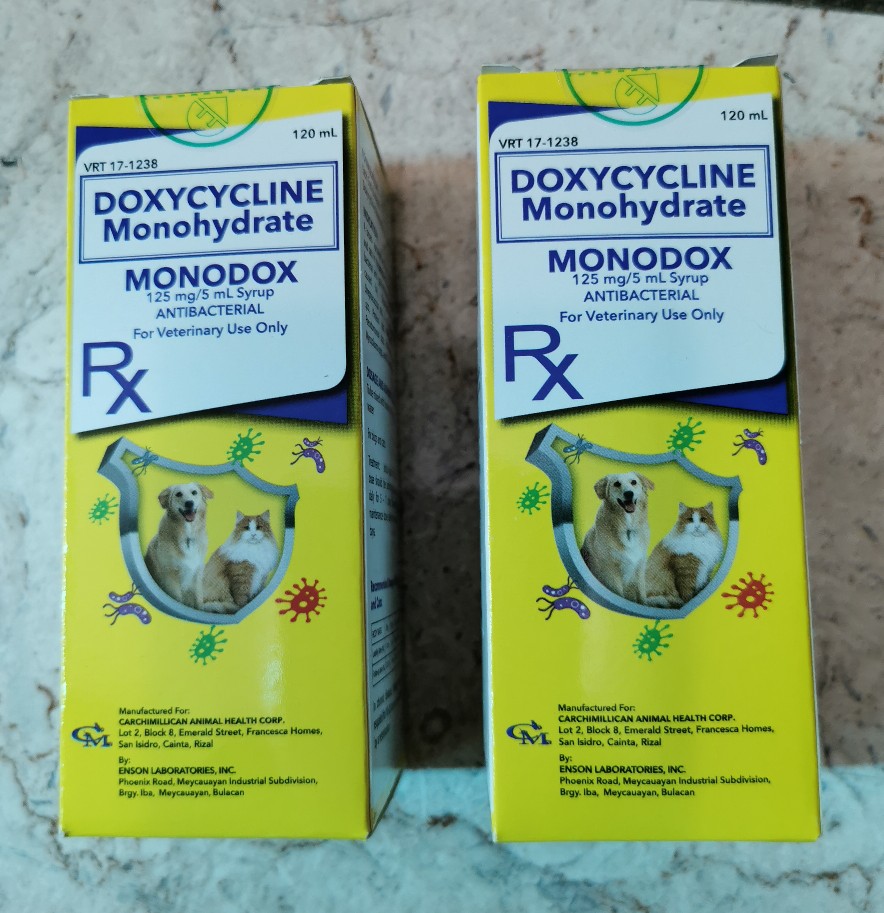 120 mL
VRT 17-1238
DOXYCYCLINE
Monohydrate
MONODOX
125 mg/5 mL Syrup
ANTIBACTERIAL
For Veterinary Use Only
Rx
Manufactured For:
CARCHIMILLICAN ANIMAL HEALTH CORP.
Lot 2, Block 8, Emerald Street, Francesca Homes,
San Isidro, Cainta, Rizal
CM
By:
ENSON LABORATORIES, INC.
Phoenix Road, Meycauayan Industrial Subdivision,
Brgy. Iba, Meycauayan, Bulacan
120 mL
VRT 17-1238
DOXYCYCLINE
Monohydrate
MONODOX
125 mg/5 mL Syrup
ANTIBACTERIAL
For Veterinary Use Only
Rx
Manufactured For:
CARCHIMILLICAN ANIMAL HEALTH CORP.
Lot 2, Block 8, Emerald Street, Francesca Homes,
San Isidro, Cainta, Rizal
CM
By:
ENSON LABORATORIES, INC.
Phoenix Road, Meycauayan Industrial Subdivision,
Brgy. Iba, Meycauayan, Bulacan